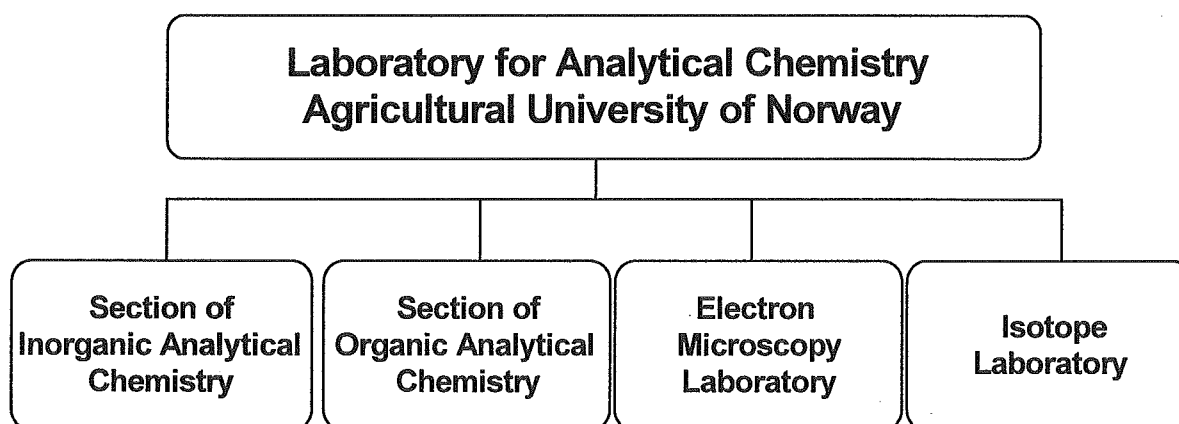 Laboratory for Analytical Chemistry
Agricultural University of Norway
Section of
Inorganic Analytical
Chemistry
Section of
Organic Analytical
Chemistry
Electron
Microscopy
Laboratory
Isotope
Laboratory